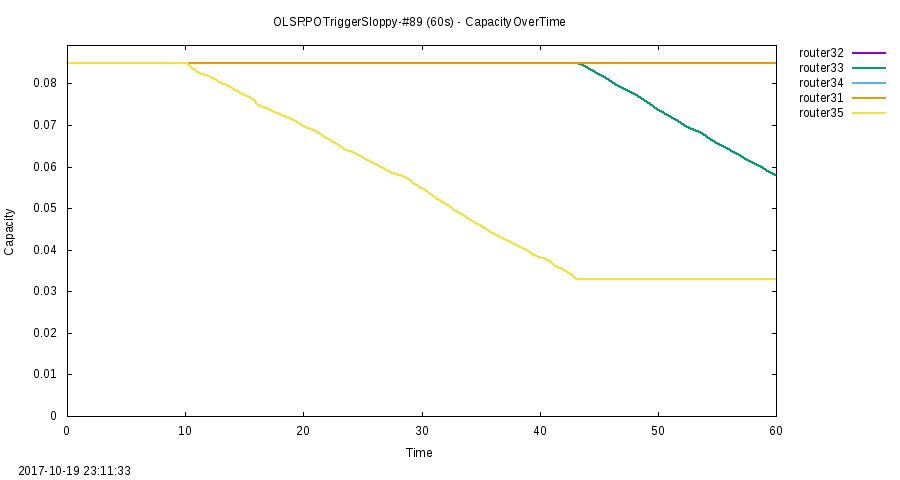 OLSRPOTriggerSloppy-#89 (60s) - CapacityOverTime
router32
router33
router34
router31
router35
0.08
0.07
0.06
0.05
0.04
0.03
0.02
0.01
0
Capacity
0 10 20 30 40 50 60
Time
2017-10-19 23:11:33